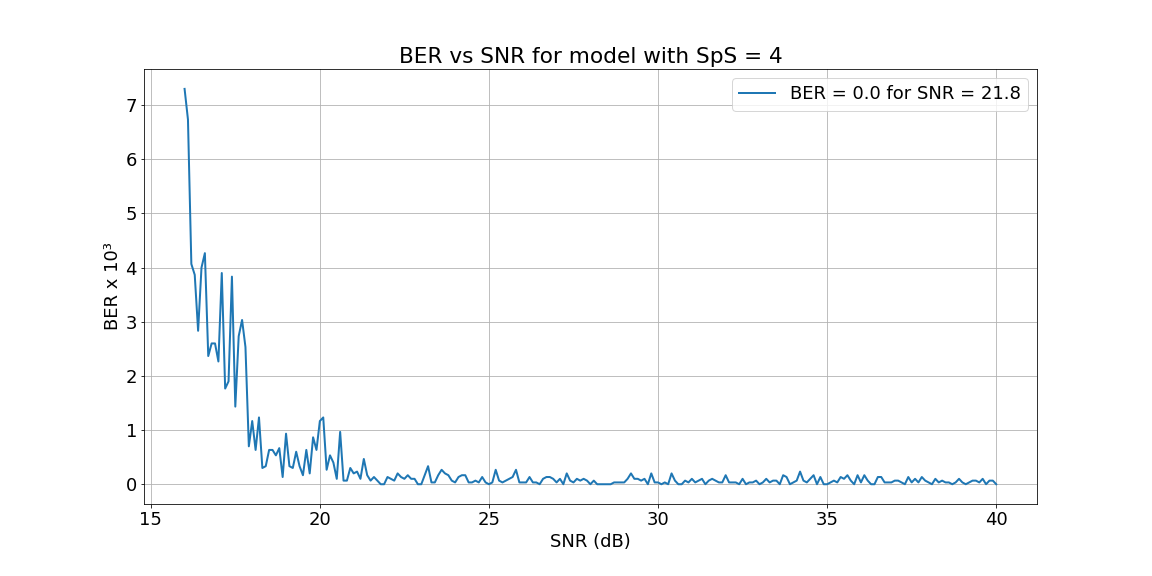 BER vs SNR for model with SpS = 4
BER = 0.0 for SNR = 21.8
BER x 10³
7
6
5
4
3
2
1
0
15 20 25 30 35 40
SNR (dB)